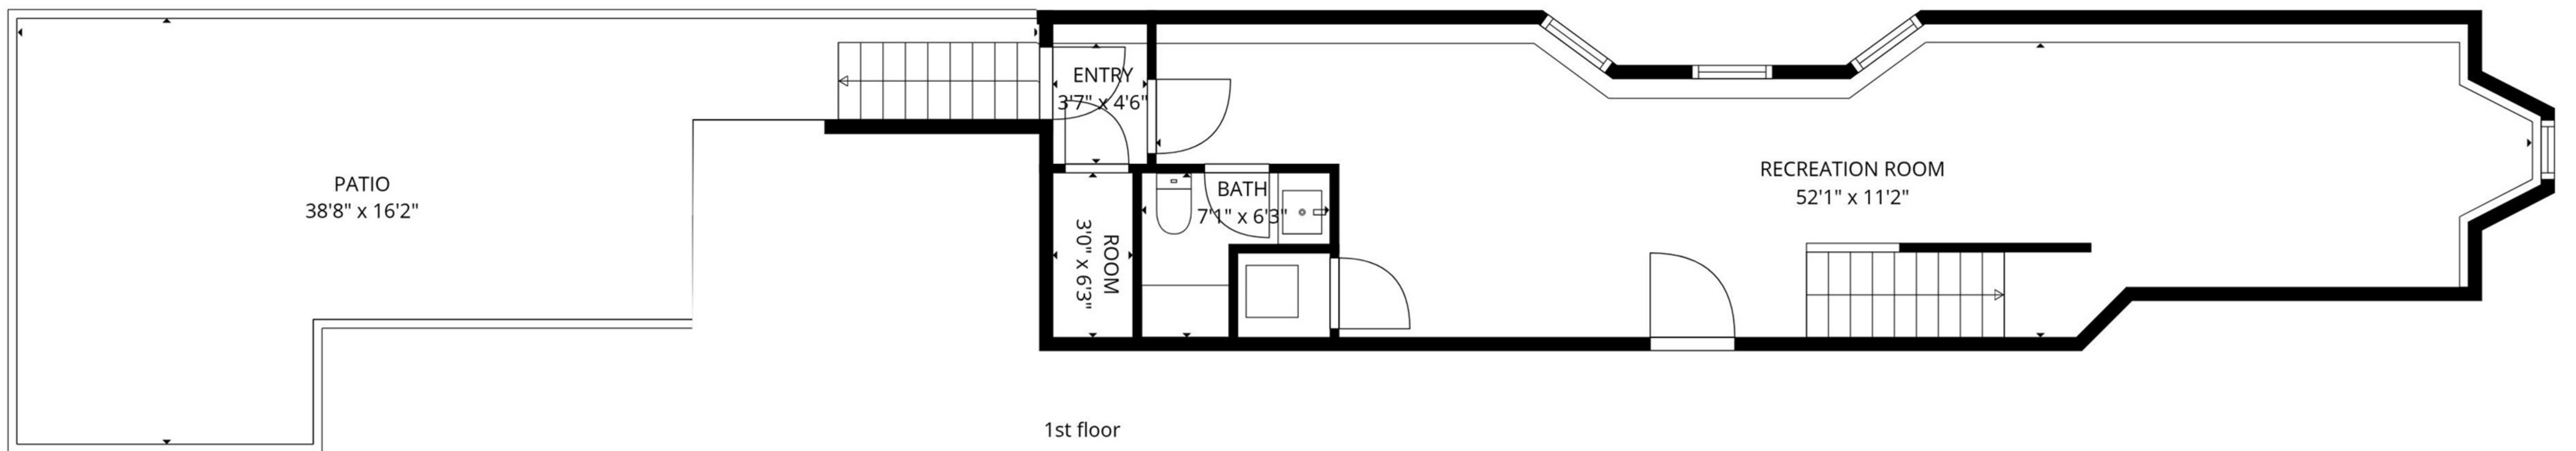 ENTRY
3'7" x 4'6"
PATIO
38'8" x 16'2"
BATH
7'1" x 6'3"
ROOM
3'0" x 6'3"
RECREATION ROOM
52'1" x 11'2"
1st floor